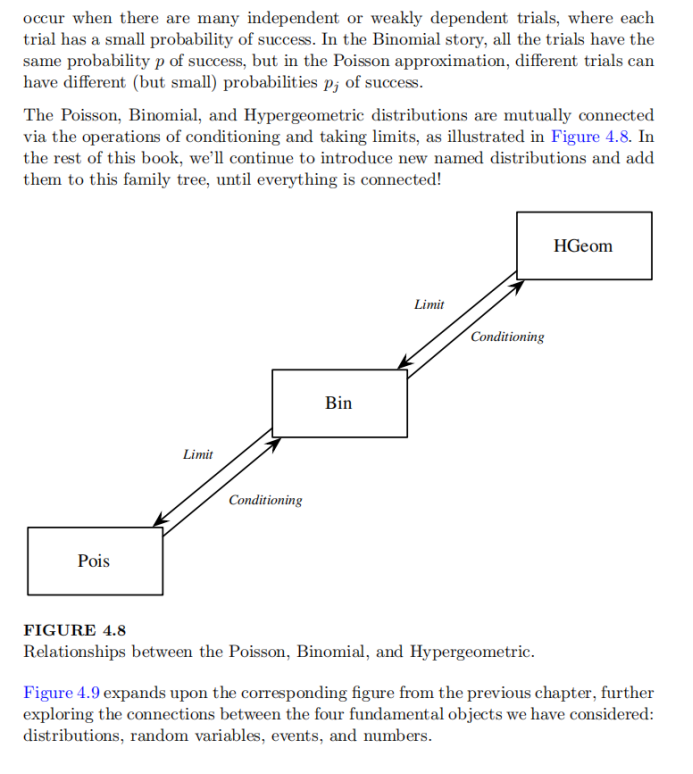 occur when there are many independent or weakly dependent trials, where each
trial has a small probability of success. In the Binomial story, all the trials have the
same probability p of success, but in the Poisson approximation, different trials can
have different (but small) probabilities pⱼ of success.
The Poisson, Binomial, and Hypergeometric distributions are mutually connected
via the operations of conditioning and taking limits, as illustrated in Figure 4.8. In
the rest of this book, we'll continue to introduce new named distributions and add
them to this family tree, until everything is connected!
HGeom
Limit
Conditioning
Bin
Limit
Conditioning
Pois
FIGURE 4.8
Relationships between the Poisson, Binomial, and Hypergeometric.
Figure 4.9 expands upon the corresponding figure from the previous chapter, further
exploring the connections between the four fundamental objects we have considered:
distributions, random variables, events, and numbers.